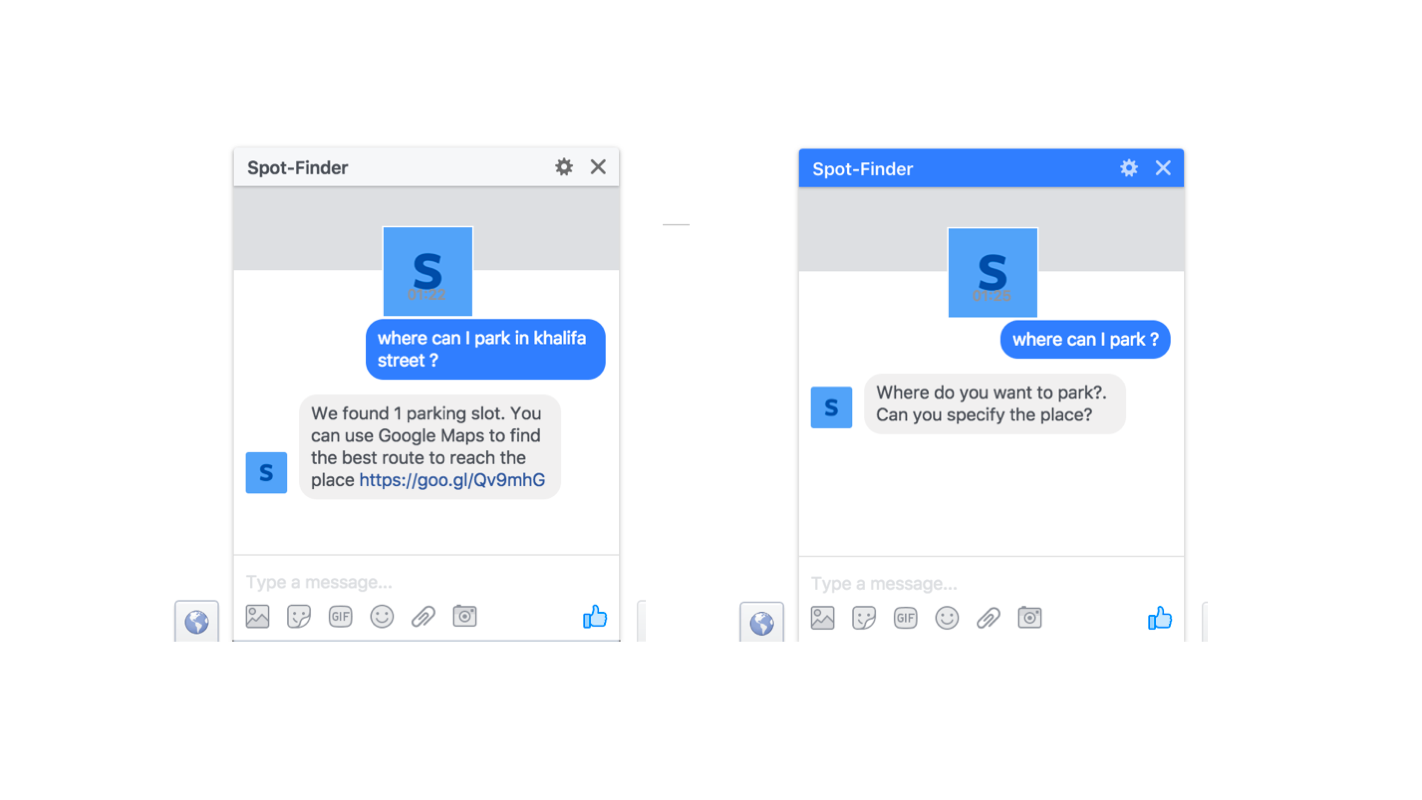 Spot-Finder
S
01:22
where can I park in khalifa
street ?
We found 1 parking slot. You
can use Google Maps to find
the best route to reach the
place https://goo.gl/Qv9mhG
S
Type a message...
GIF
Spot-Finder
S
where can I park ?
Where do you want to park?.
Can you specify the place?
S
Type a message...
GIF